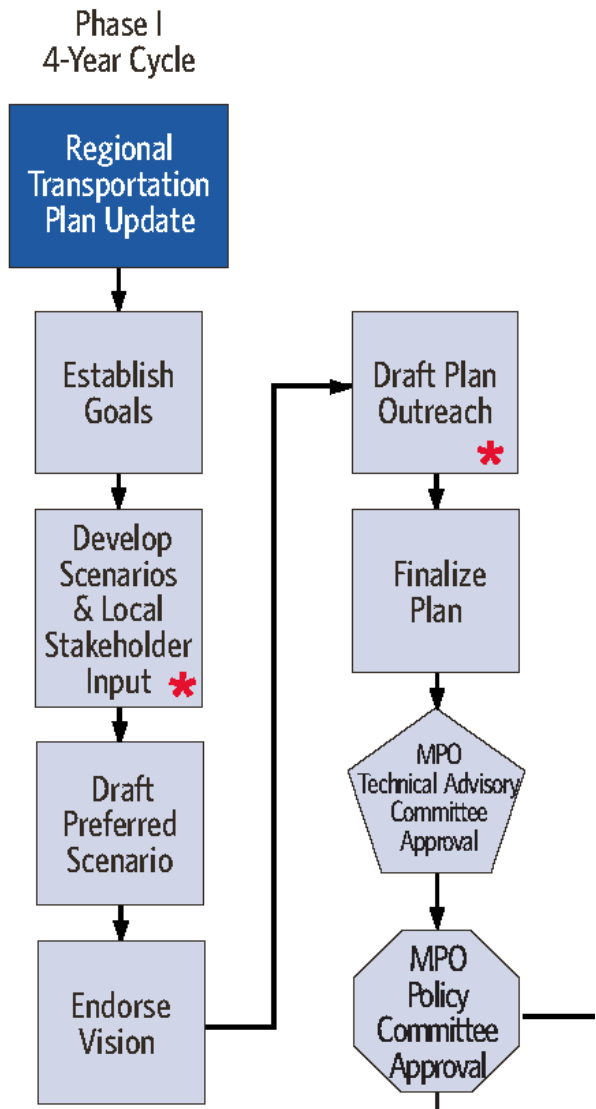 Phase I
4-Year Cycle
Regional
Transportation
Plan Update
Establish
Goals
Develop
Scenarios
& Local
Stakeholder
Input *
Draft
Preferred
Scenario
Endorse
Vision
Draft Plan
Outreach
*
Finalize
Plan
MPO
Technical Advisory
Committee
Approval
MPO
Policy
Committee
Approval